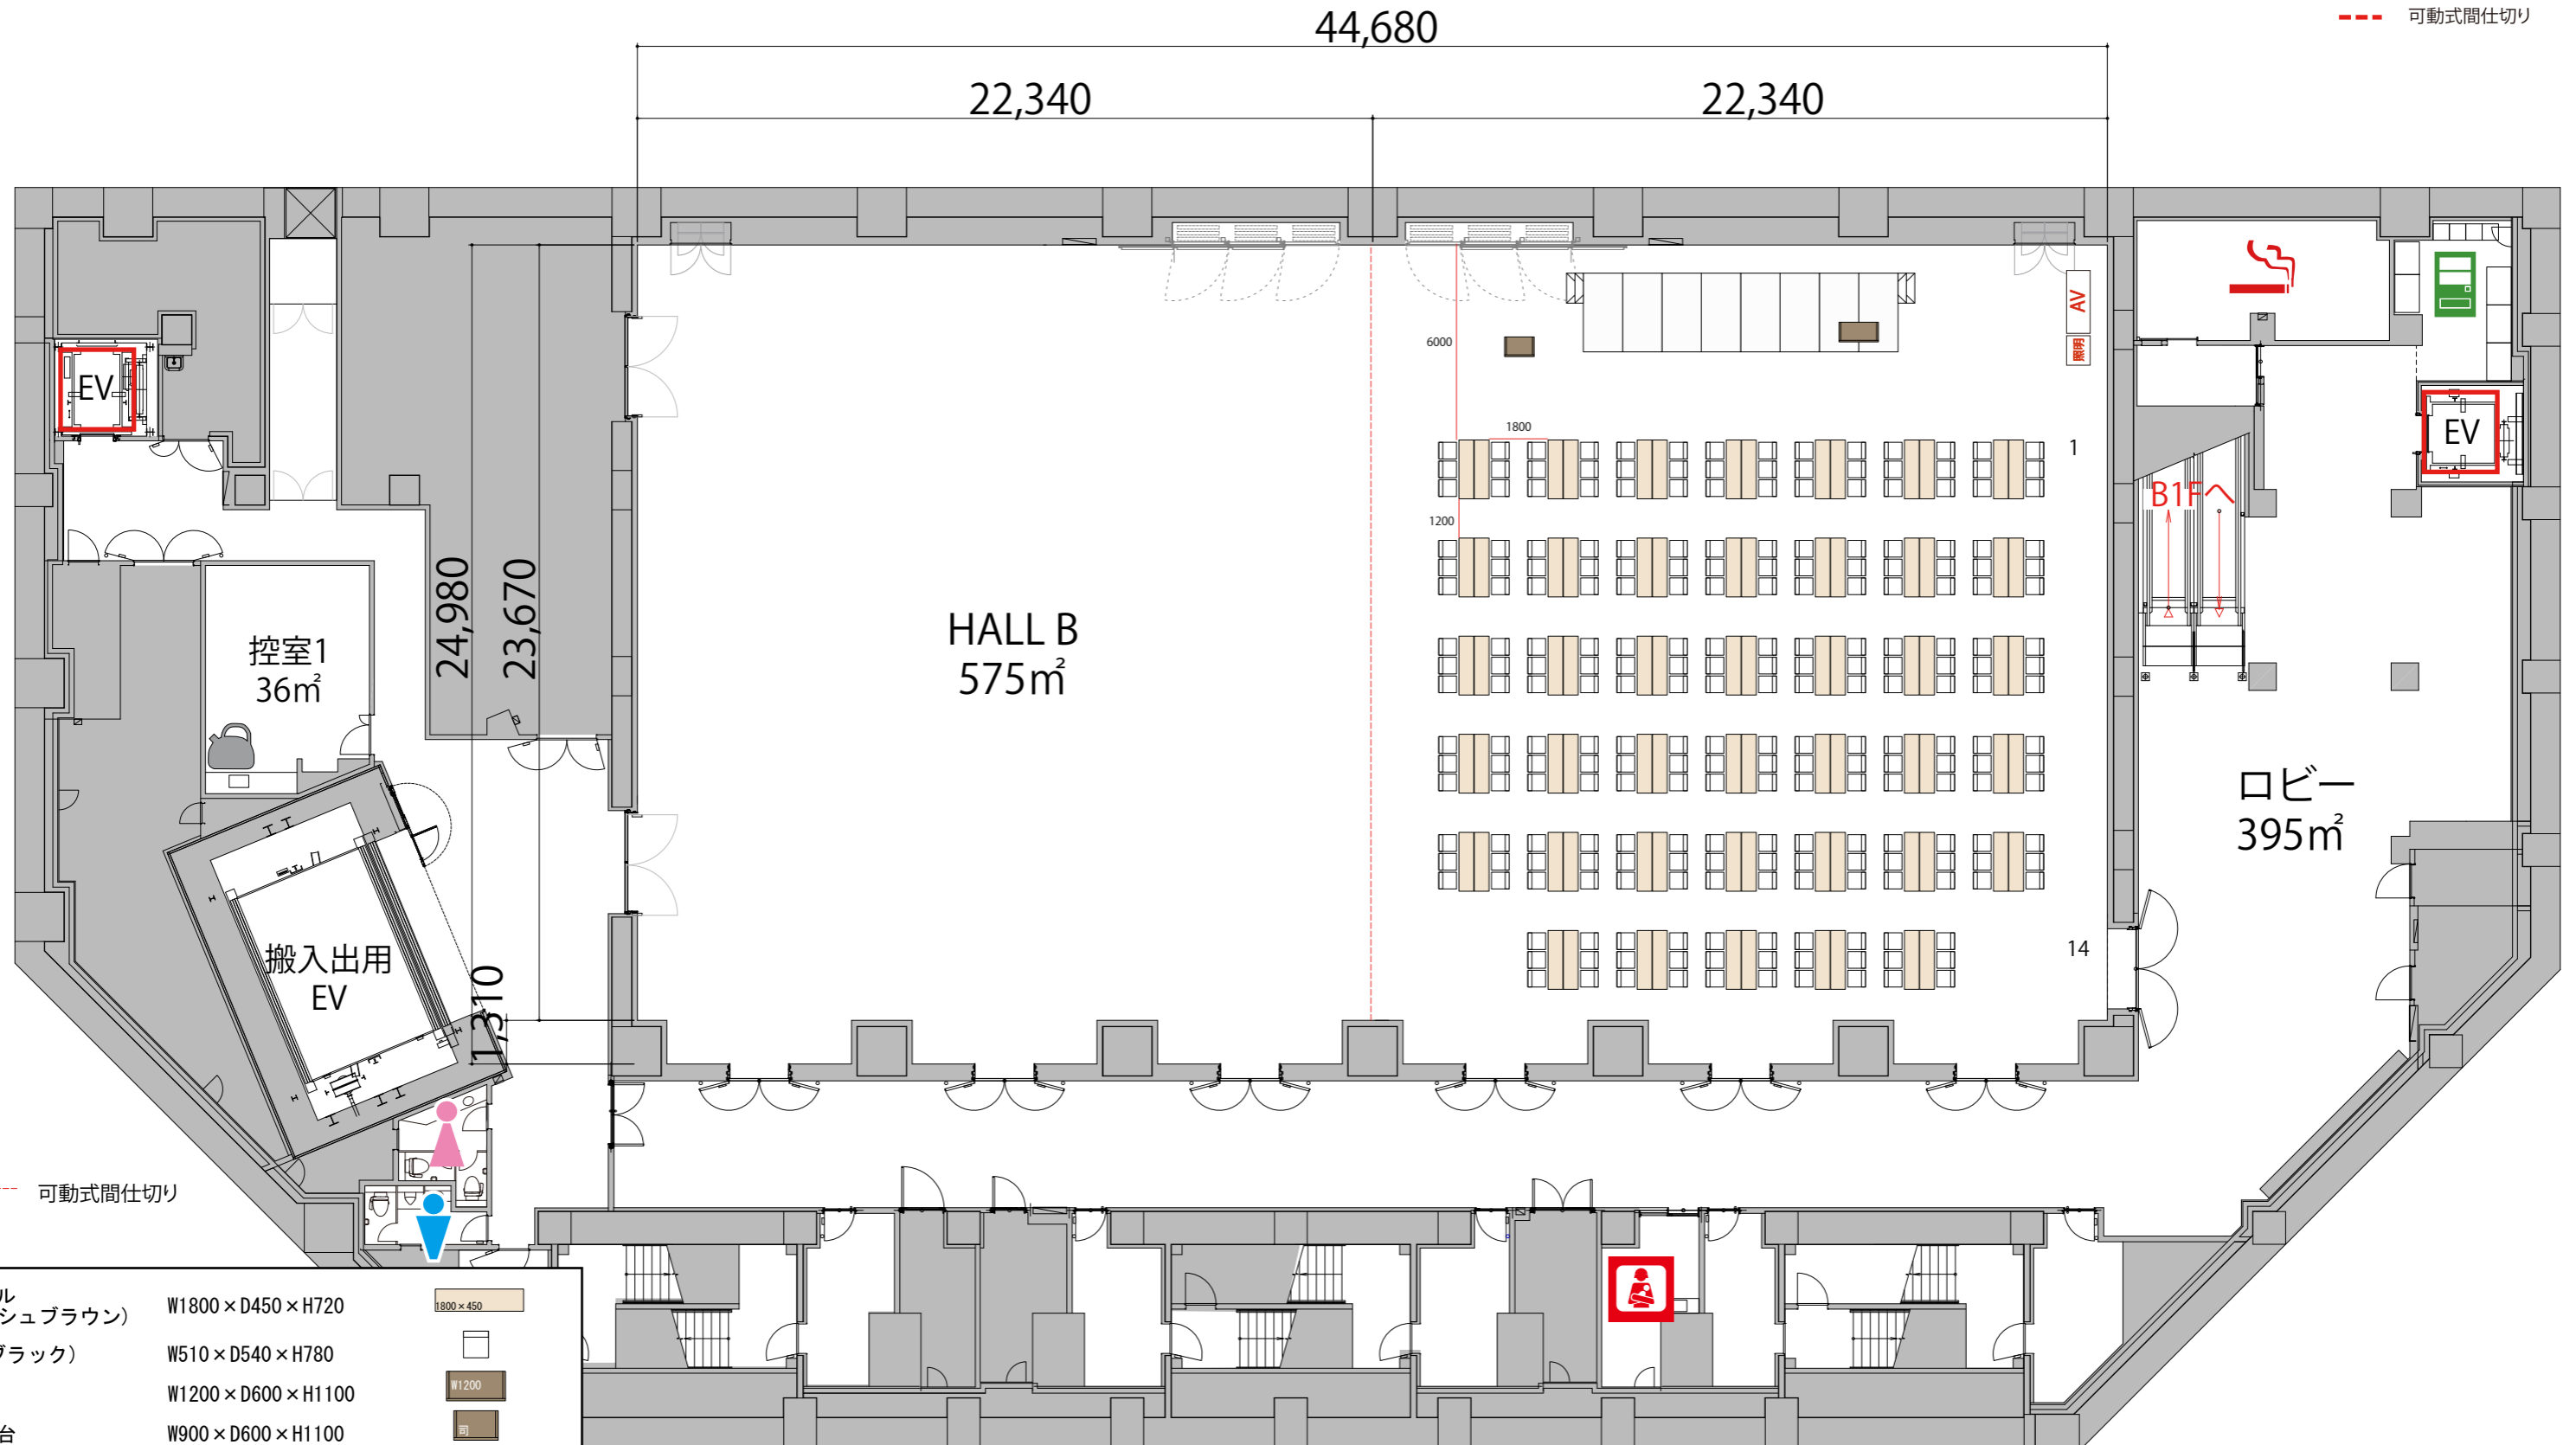 44,680
可動式間仕切り
22,340
22,340
AV
照明
6000
1800
1
EV
EV
B1Fへ
1200
24,980
23,670
HALL B
575㎡
控室1
36㎡
ロビー
395㎡
搬入出用
EV
14
1,310
可動式間仕切り
ル
シュブラウン）
W1800×D450×H720
1800×450
ブラック）
W510×D540×H780
W1200×D600×H1100
W1200
台
W900×D600×H1100
司